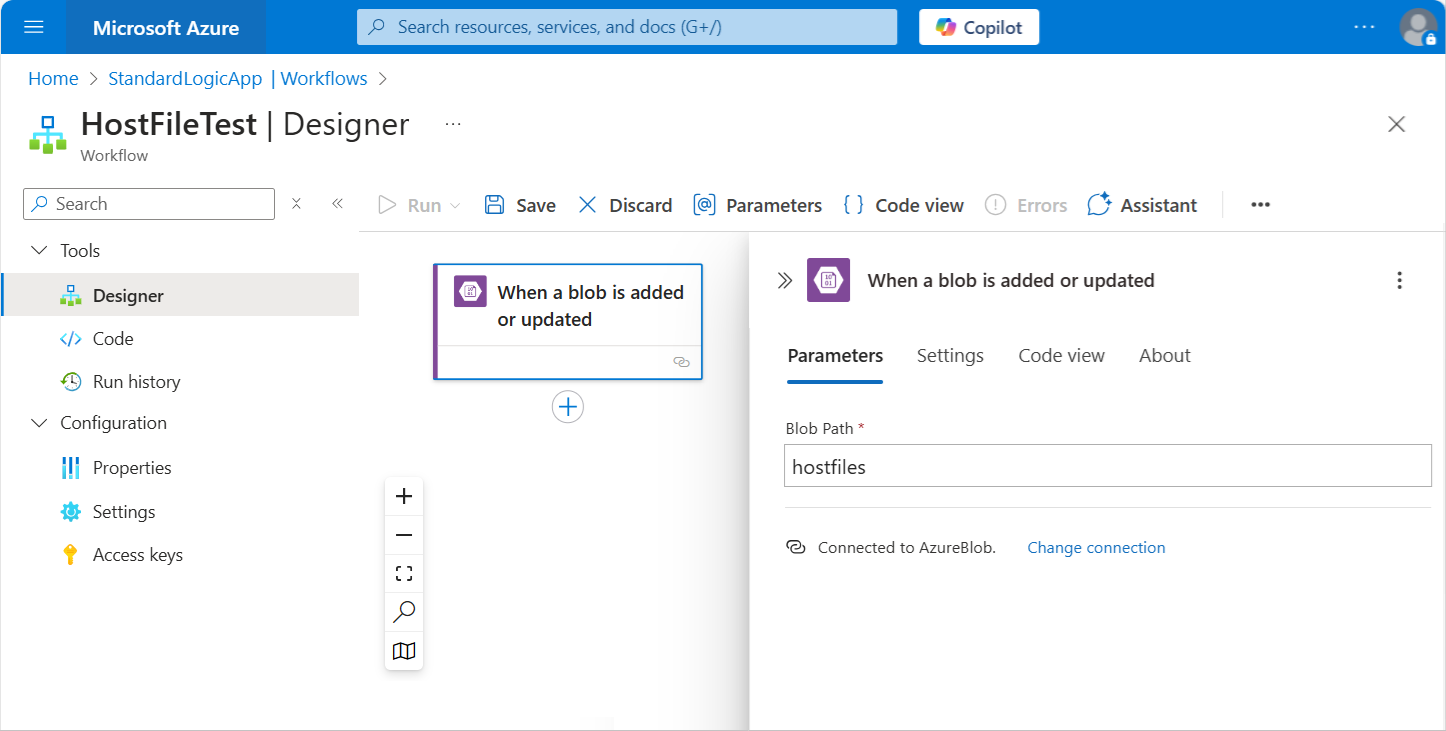 Microsoft Azure
Search resources, services, and docs (G+/)
Copilot
Home > StandardLogicApp | Workflows >
HostFileTest | Designer ...
Workflow
Search
Run
Save
Discard
Parameters
Code view
Errors
Assistant
Tools
Designer
Code
Run history
Configuration
Properties
Settings
Access keys
When a blob is added
or updated
When a blob is added or updated
Parameters
Settings
Code view
About
Blob Path *
hostfiles
Connected to AzureBlob.
Change connection